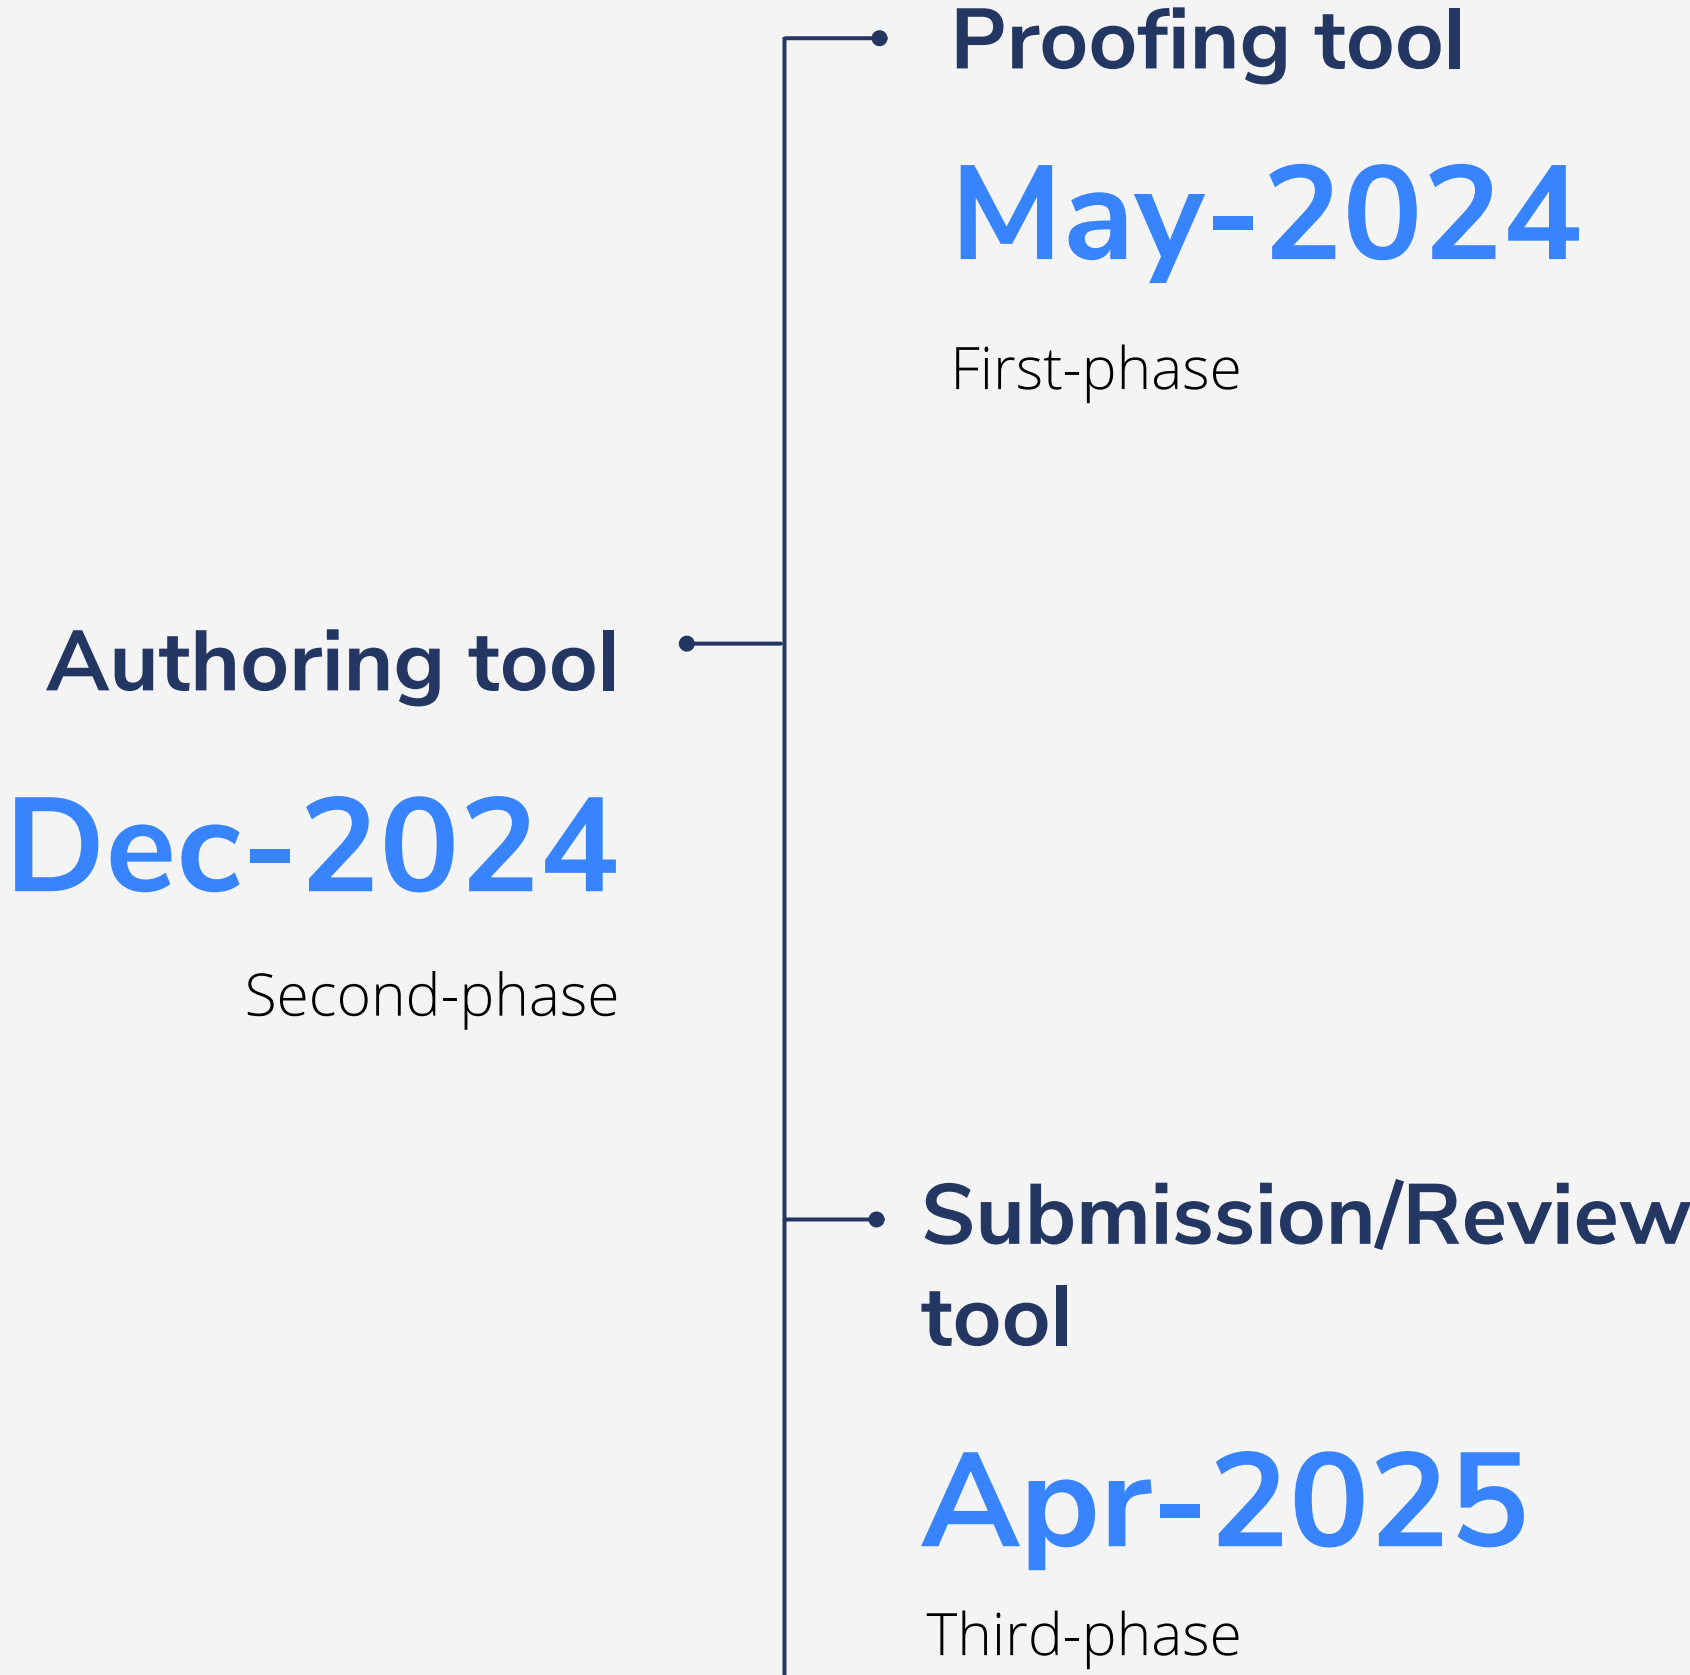 Proofing tool
May-2024
First-phase
Authoring tool
Dec-2024
Second-phase
Submission/Review
tool
Apr-2025
Third-phase